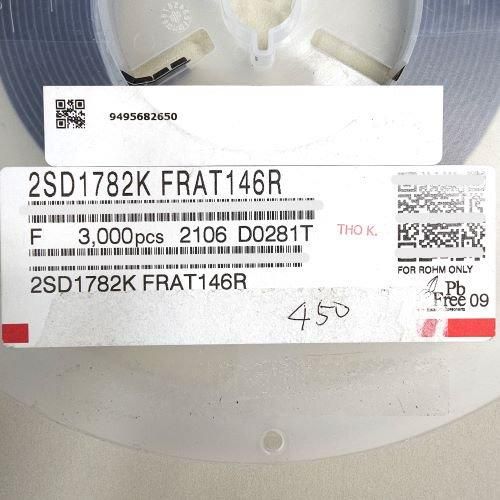 9495682650
2SD1782K FRAT146R
F 3,000pcs 2106 D0281T
THO K.
FOR ROHM ONLY
2SD1782K FRAT146R
Pb
Free 09
450